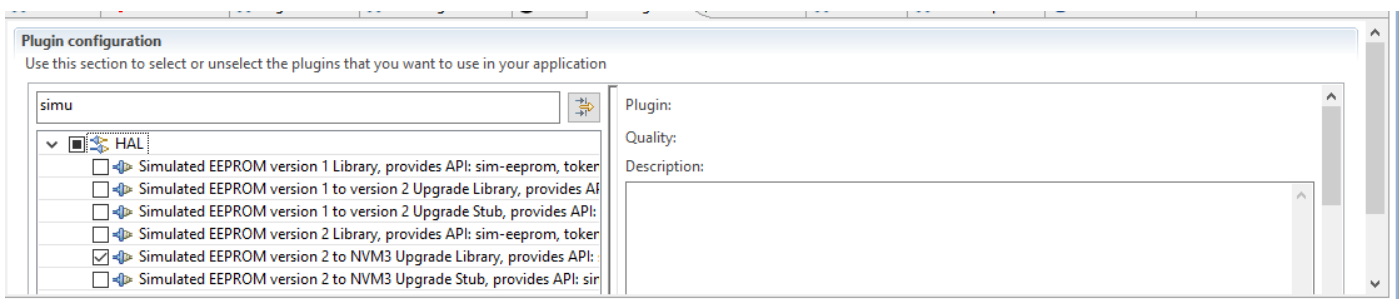 Plugin configuration
Use this section to select or unselect the plugins that you want to use in your application
simu
Plugin:
HAL
Quality:
Simulated EEPROM version 1 Library, provides API: sim-eeprom, token
Description:
Simulated EEPROM version 1 to version 2 Upgrade Library, provides AP
Simulated EEPROM version 1 to version 2 Upgrade Stub, provides API:
Simulated EEPROM version 2 Library, provides API: sim-eeprom, token
Simulated EEPROM version 2 to NVM3 Upgrade Library, provides API:
Simulated EEPROM version 2 to NVM3 Upgrade Stub, provides API: sim